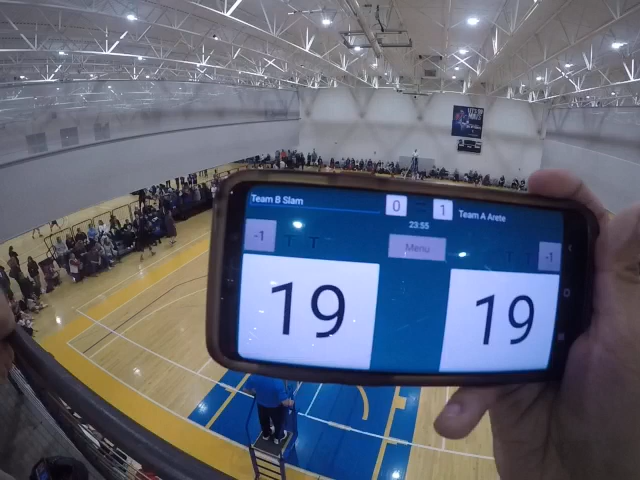 Team B Slam
0 - 1
Team A Arete
23:55
-1 T T
Menu
T T -1
19
19